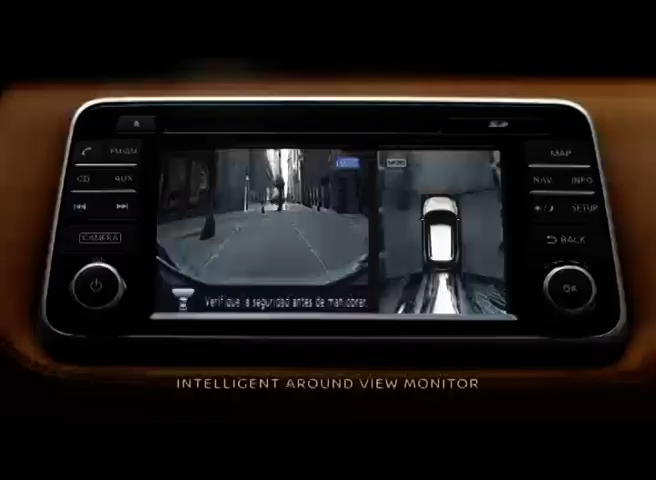 SD
FM·AM
CD AUX
CAMERA
MAP
NAV INFO
SETUP
BACK
OK
Verifique la seguridad antes de maniobrar.
INTELLIGENT AROUND VIEW MONITOR